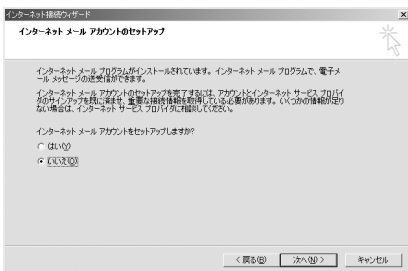 インターネット接続ウィザード
インターネット メール アカウントのセットアップ
インターネット メール プログラムがインストールされています。インターネット メール プログラムで、電子メ
ール メッセージの送受信ができます。
インターネット メール アカウントのセットアップを完了するには、アカウントとインターネット サービス プロバイ
ダのサインアップを既に済ませ、重要な接続情報を取得している必要があります。いくつかの情報が足り
ない場合は、インターネット サービス プロバイダに相談してください。
インターネット メール アカウントをセットアップしますか?
はい(Y)
いいえ(O)
< 戻る(B)
次へ(N) >
キャンセル